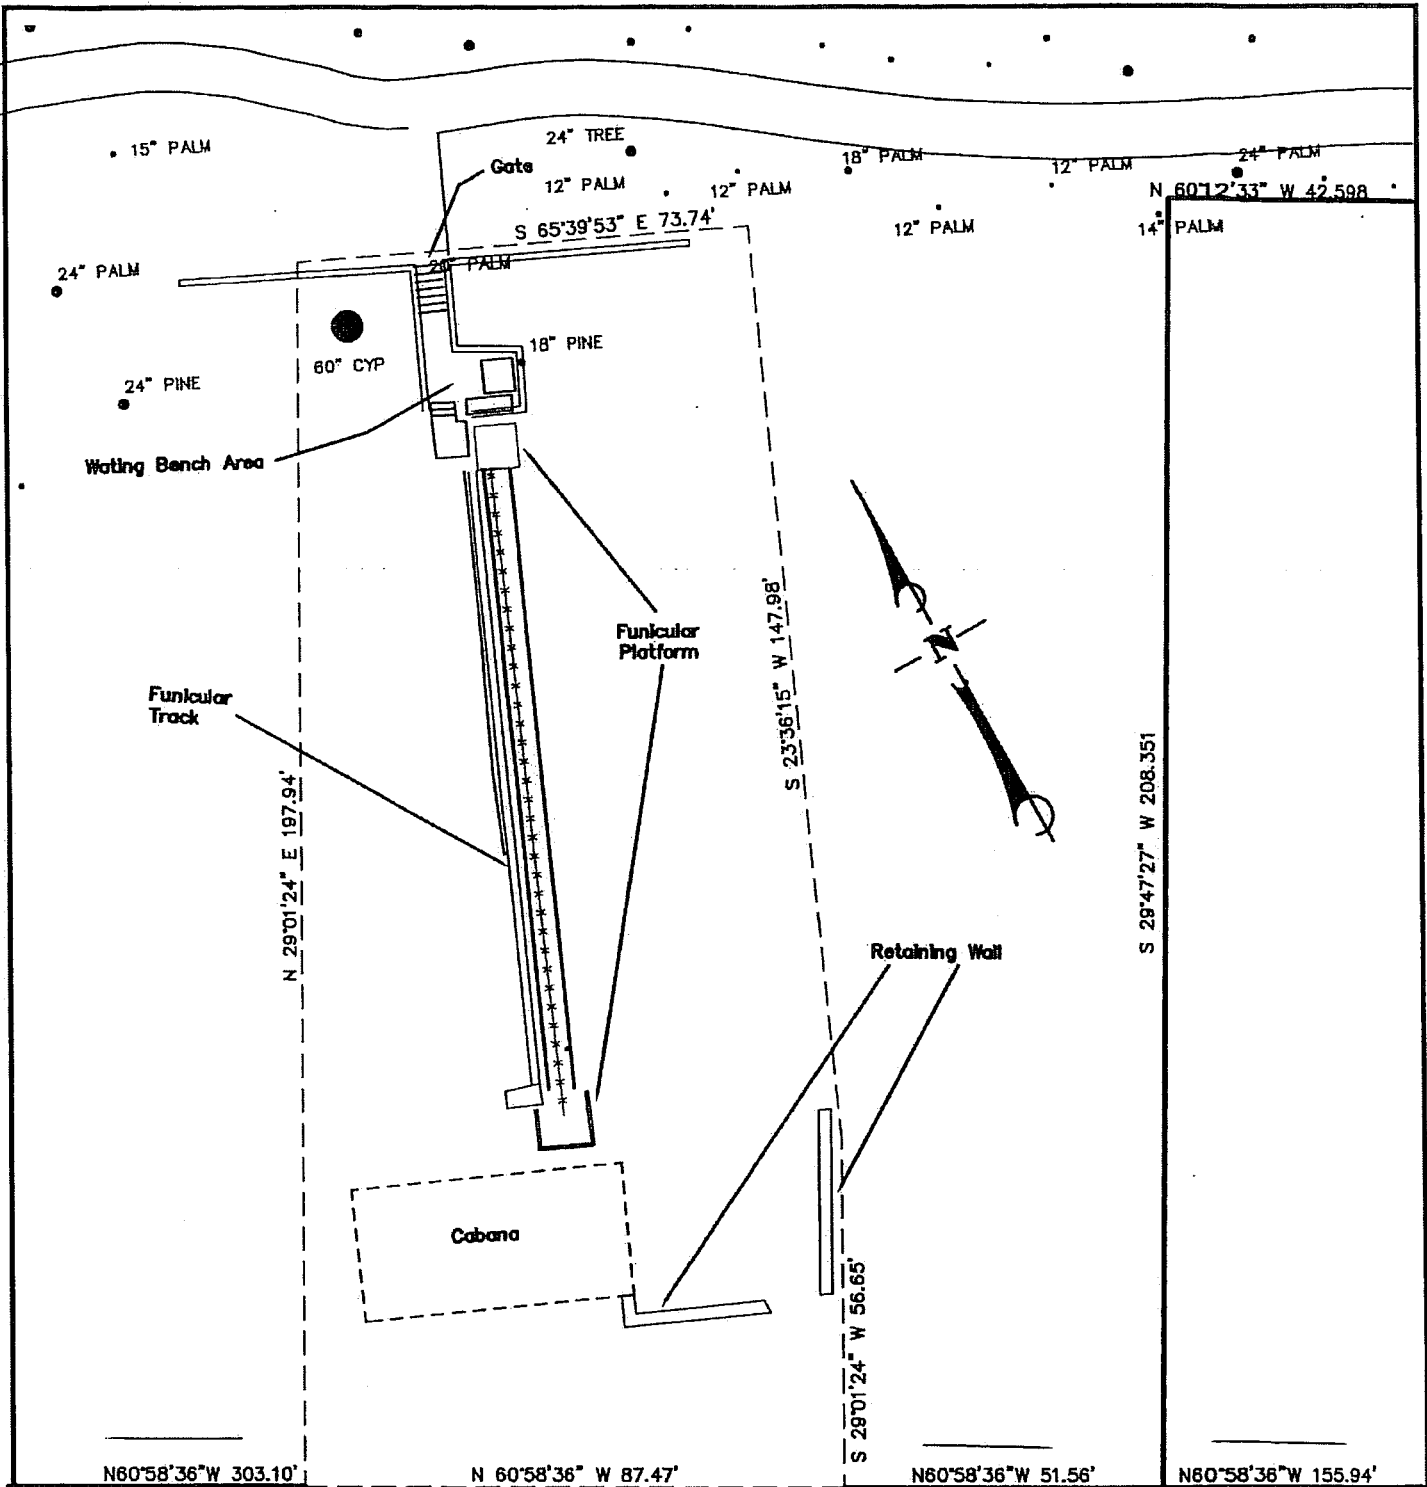 15" PALM
24" TREE
18" PALM
12" PALM
24" PALM
Gate
12" PALM
12" PALM
N 60°12'33" W 42.598
S 65°39'53" E 73.74'
12" PALM
14" PALM
24" PALM
20" PALM
18" PINE
60" CYP
24" PINE
Wating Bench Area
N
Funicular
Platform
S 23°36'15" W 147.98'
Funicular
Track
N 29°01'24" E 197.94'
S 29°47'27" W 208.351
Retaining Wall
Cabana
S 29°01'24" W 56.65'
N60°58'36"W 303.10'
N 60°58'36" W 87.47'
N60°58'36"W 51.56'
N60°58'36"W 155.94'